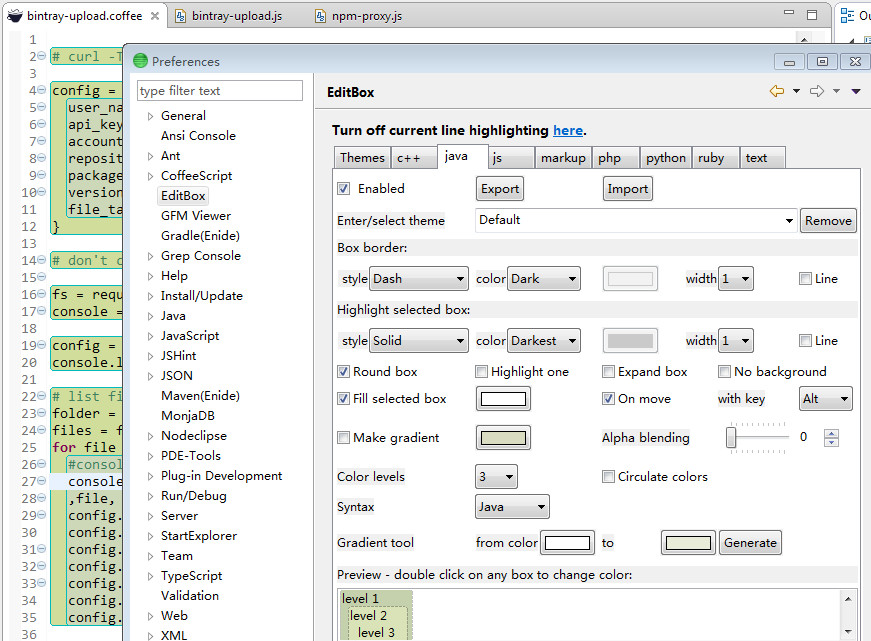 bintray-upload.coffee
bintray-upload.js
npm-proxy.js
1
2 # curl -T
3
4 config =
5 user_na
6 api_key
7 account
8 reposit
9 package
10 version
11 file_ta
12 }
13
14 # don't c
15
16 fs = requ
17 console =
18
19 config =
20 console.l
21
22 # list fi
23 folder =
24 files = f
25 for file
26 #consol
27 console
28 ,file,
29 config.
30 config.
31 config.
32 config.
33 config.
34 config.
35 config.
36
Preferences
type filter text
General
Ansi Console
Ant
CoffeeScript
EditBox
GFM Viewer
Gradle(Enide)
Grep Console
Help
Install/Update
Java
JavaScript
JSHint
JSON
Maven(Enide)
MonjaDB
Nodeclipse
PDE-Tools
Plug-in Development
Run/Debug
Server
StartExplorer
Team
TypeScript
Validation
Web
XML
EditBox
Turn off current line highlighting here.
Themes c++ java js markup php python ruby text
Enabled Export Import
Enter/select theme Default Remove
Box border:
style Dash color Dark width 1 Line
Highlight selected box:
style Solid color Darkest width 1 Line
Round box Highlight one Expand box No background
Fill selected box On move with key Alt
Make gradient Alpha blending 0
Color levels 3 Circulate colors
Syntax Java
Gradient tool from color to Generate
Preview - double click on any box to change color:
level 1
level 2
level 3